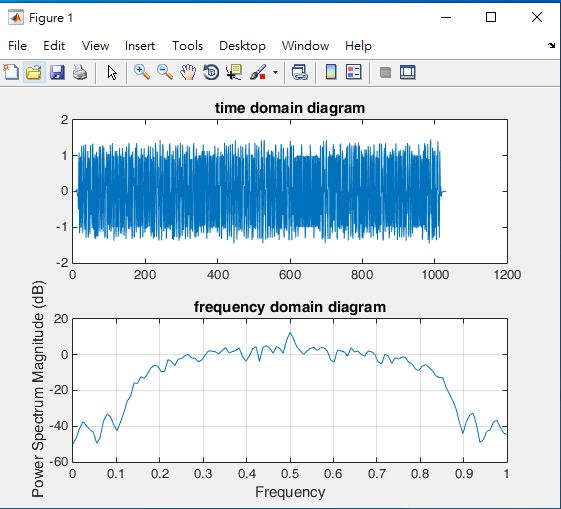 Figure 1
File Edit View Insert Tools Desktop Window Help
time domain diagram
2
1
0
-1
-2
0 200 400 600 800 1000 1200
frequency domain diagram
Power Spectrum Magnitude (dB)
20
0
-20
-40
-60
0 0.1 0.2 0.3 0.4 0.5 0.6 0.7 0.8 0.9 1
Frequency